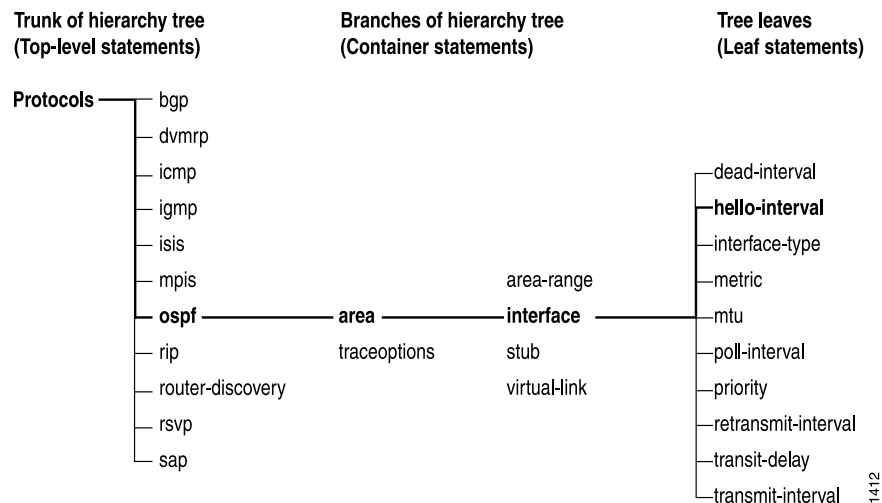 Trunk of hierarchy tree
(Top-level statements)
Branches of hierarchy tree
(Container statements)
Tree leaves
(Leaf statements)
Protocols
bgp
dvmrp
icmp
igmp
isis
mpis
ospf
rip
router-discovery
rsvp
sap
area
traceoptions
area-range
interface
stub
virtual-link
dead-interval
hello-interval
interface-type
metric
mtu
poll-interval
priority
retransmit-interval
transit-delay
transmit-interval
1412